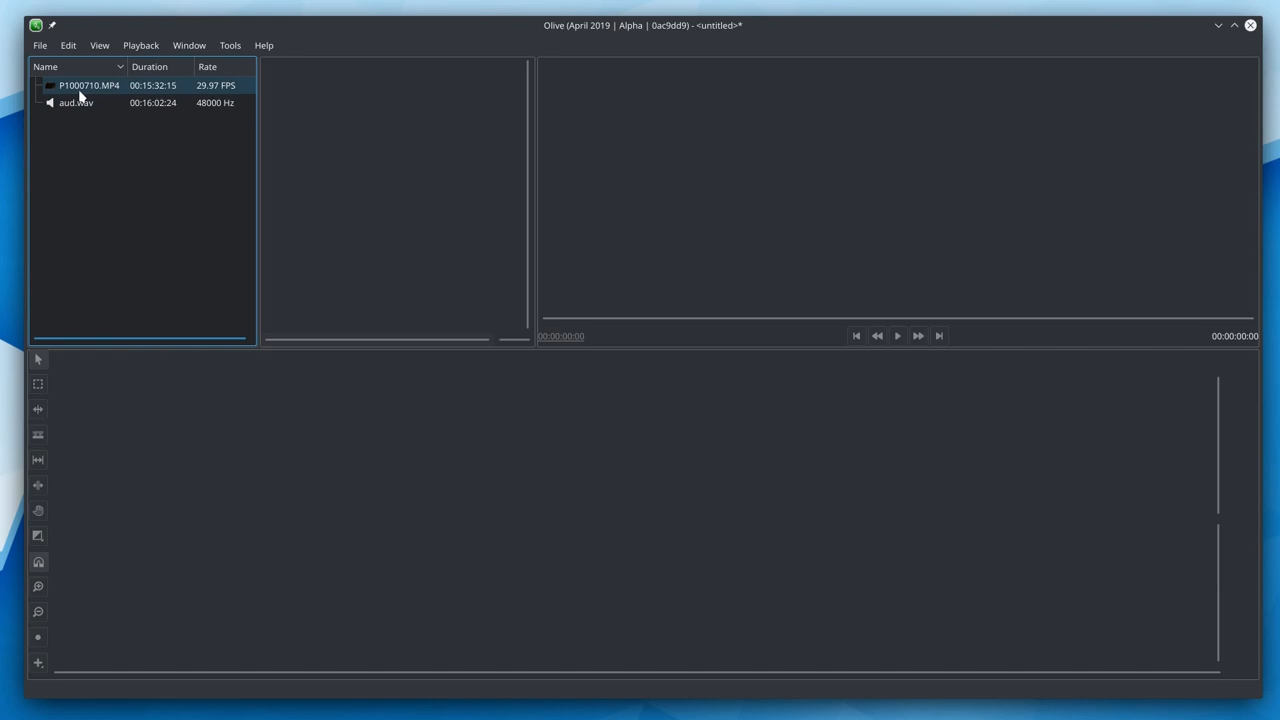 Olive (April 2019 | Alpha | 0ac9dd9) - <untitled>*
File Edit View Playback Window Tools Help
Name Duration Rate
P1000710.MP4 00:15:32:15 29.97 FPS
aud.wav 00:16:02:24 48000 Hz
00:00:00:00 00:00:00:00